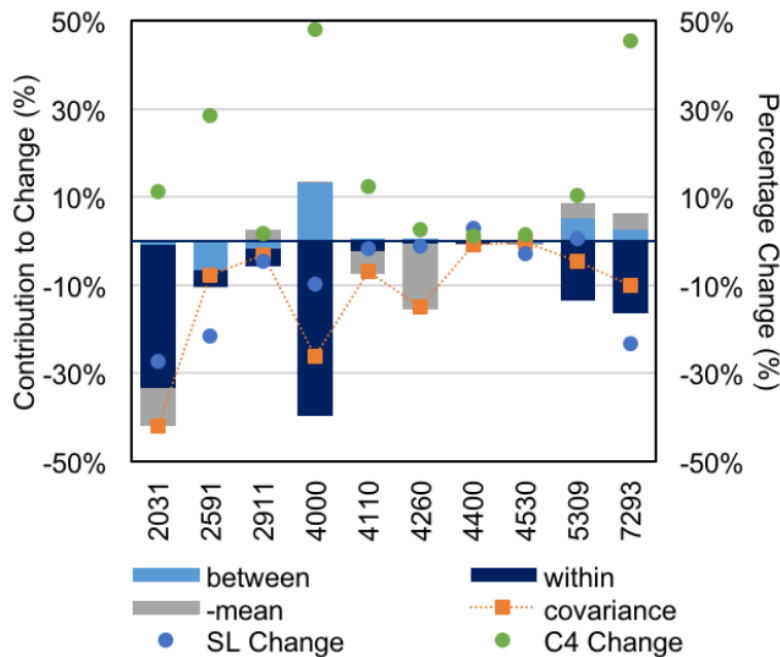 50%
30%
10%
-10%
-30%
-50%
Contribution to Change (%)
50%
30%
10%
-10%
-30%
-50%
Percentage Change (%)
2031
2591
2911
4000
4110
4260
4400
4530
5309
7293
between
within
-mean
covariance
SL Change
C4 Change